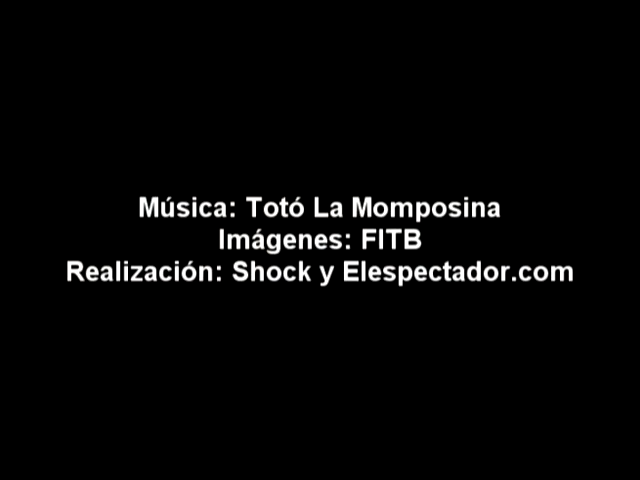 Música: Totó La Momposina
Imágenes: FITB
Realización: Shock y Elespectador.com